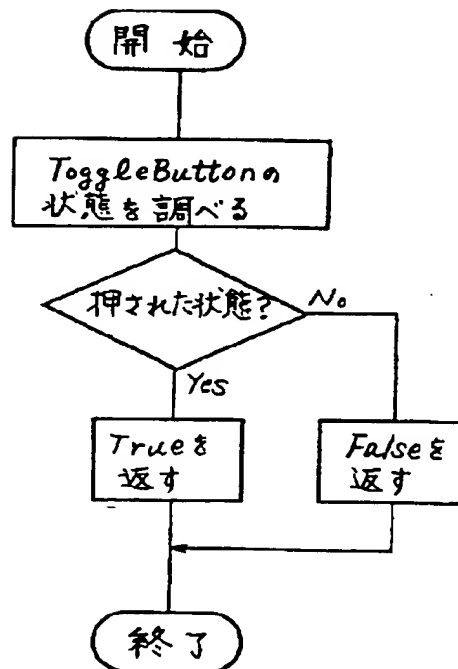 開始
ToggleButtonの
状態を調べる
押された状態?
No
Yes
Trueを
返す
Falseを
返す
終了